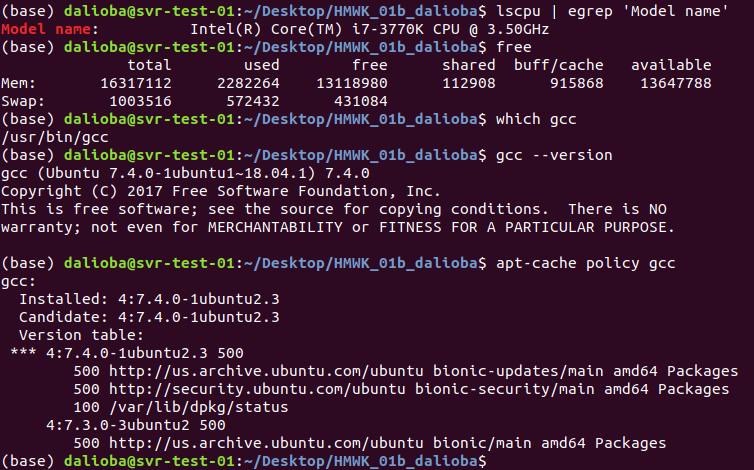 (base) dalioba@svr-test-01:~/Desktop/HMWK_01b_dalioba$ lscpu | egrep 'Model name'
Model name:          Intel(R) Core(TM) i7-3770K CPU @ 3.50GHz
(base) dalioba@svr-test-01:~/Desktop/HMWK_01b_dalioba$ free
              total        used        free      shared  buff/cache   available
Mem:       16317112     2282264    13118980      112908      915868    13647788
Swap:       1003516      572432      431084
(base) dalioba@svr-test-01:~/Desktop/HMWK_01b_dalioba$ which gcc
/usr/bin/gcc
(base) dalioba@svr-test-01:~/Desktop/HMWK_01b_dalioba$ gcc --version
gcc (Ubuntu 7.4.0-1ubuntu1~18.04.1) 7.4.0
Copyright (C) 2017 Free Software Foundation, Inc.
This is free software; see the source for copying conditions.  There is NO
warranty; not even for MERCHANTABILITY or FITNESS FOR A PARTICULAR PURPOSE.

(base) dalioba@svr-test-01:~/Desktop/HMWK_01b_dalioba$ apt-cache policy gcc
gcc:
  Installed: 4:7.4.0-1ubuntu2.3
  Candidate: 4:7.4.0-1ubuntu2.3
  Version table:
 *** 4:7.4.0-1ubuntu2.3 500
        500 http://us.archive.ubuntu.com/ubuntu bionic-updates/main amd64 Packages
        500 http://security.ubuntu.com/ubuntu bionic-security/main amd64 Packages
        100 /var/lib/dpkg/status
     4:7.3.0-3ubuntu2 500
        500 http://us.archive.ubuntu.com/ubuntu bionic/main amd64 Packages
(base) dalioba@svr-test-01:~/Desktop/HMWK_01b_dalioba$